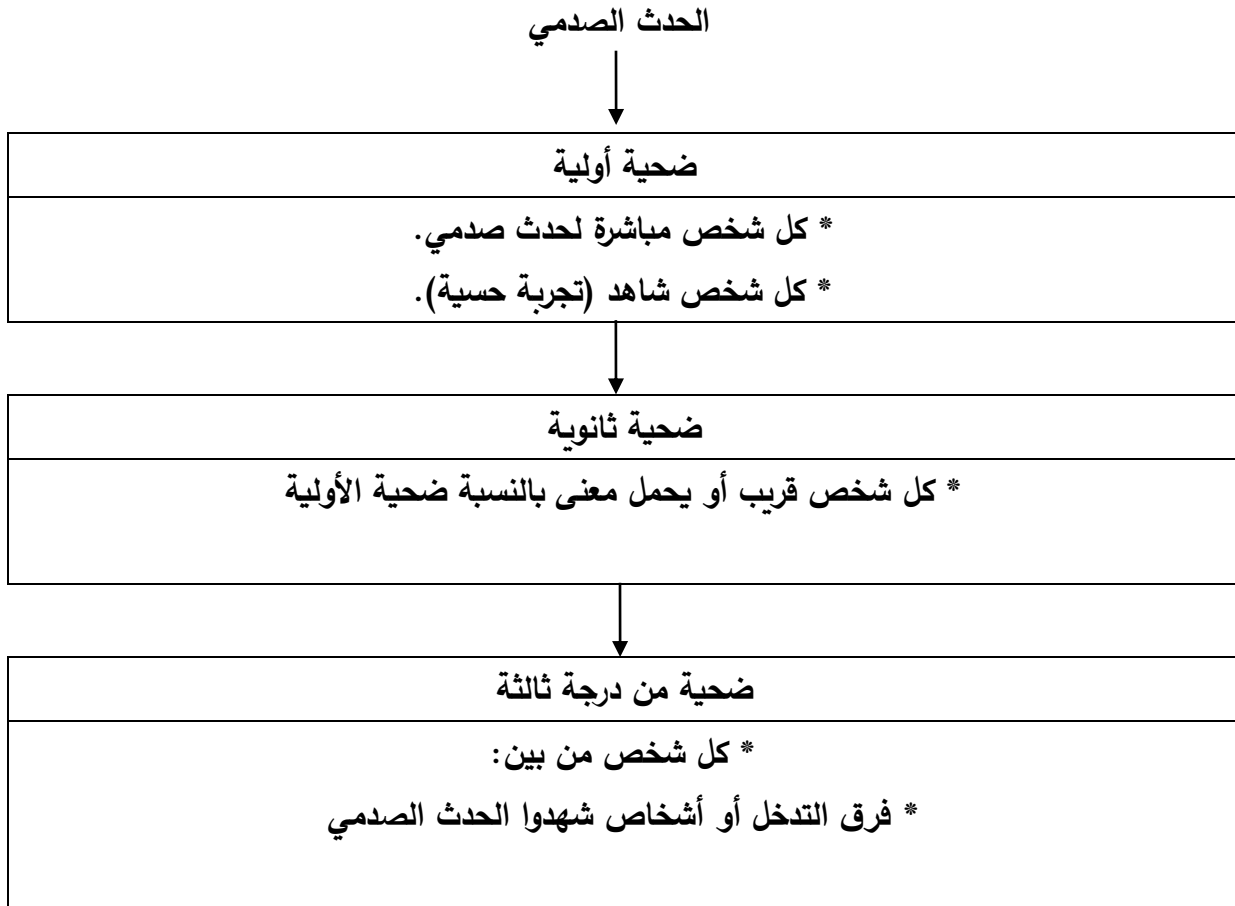 الحدث الصدمي
ضحية أولية
* كل شخص مباشرة لحدث صدمي.
* كل شخص شاهد (تجربة حسية).
ضحية ثانوية
* كل شخص قريب أو يحمل معنى بالنسبة ضحية الأولية
ضحية من درجة ثالثة
* كل شخص من بين:
* فرق التدخل أو أشخاص شهدوا الحدث الصدمي